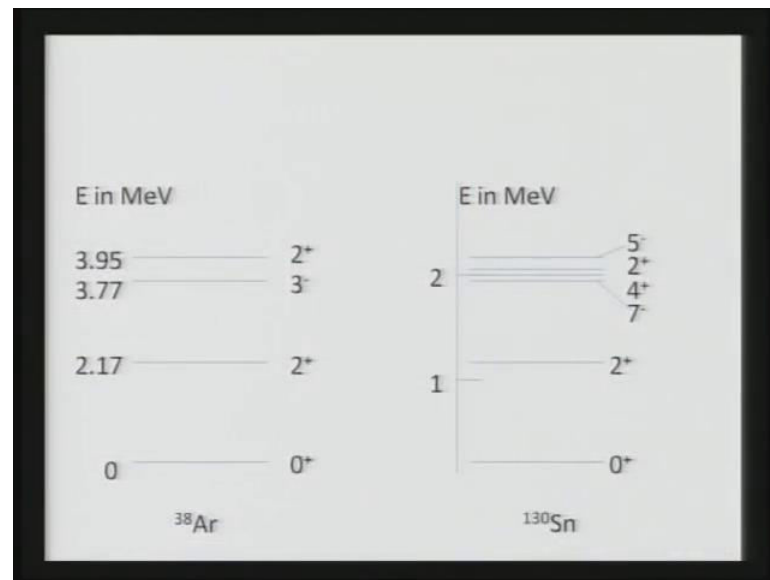 E in MeV
3.95 2⁺
3.77 3⁻
2.17 2⁺
0 0⁺
³⁸Ar
E in MeV
5⁻
2⁺
2 4⁺
7⁻
2⁺
1
0⁺
¹³⁰Sn